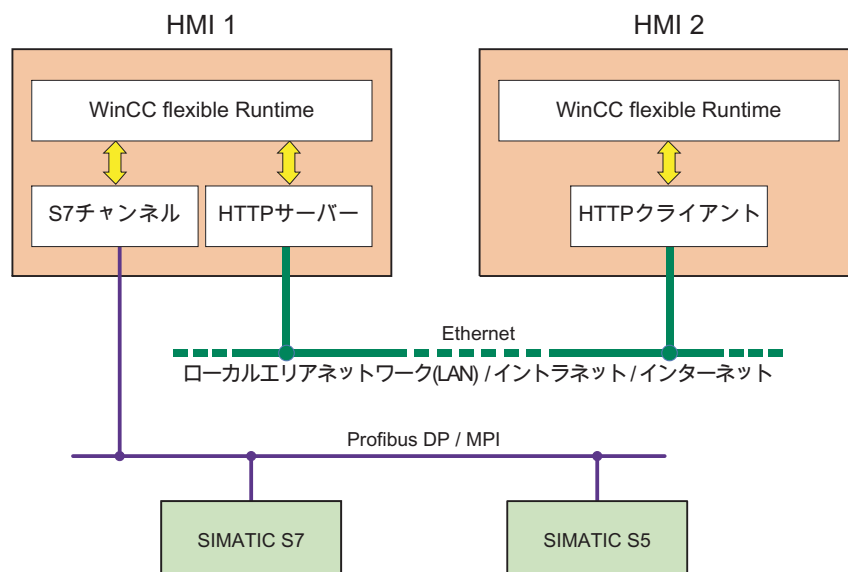 HMI 1
HMI 2
WinCC flexible Runtime
WinCC flexible Runtime
S7チャンネル
HTTPサーバー
HTTPクライアント
Ethernet
ローカルエリアネットワーク(LAN) / イントラネット / インターネット
Profibus DP / MPI
SIMATIC S7
SIMATIC S5